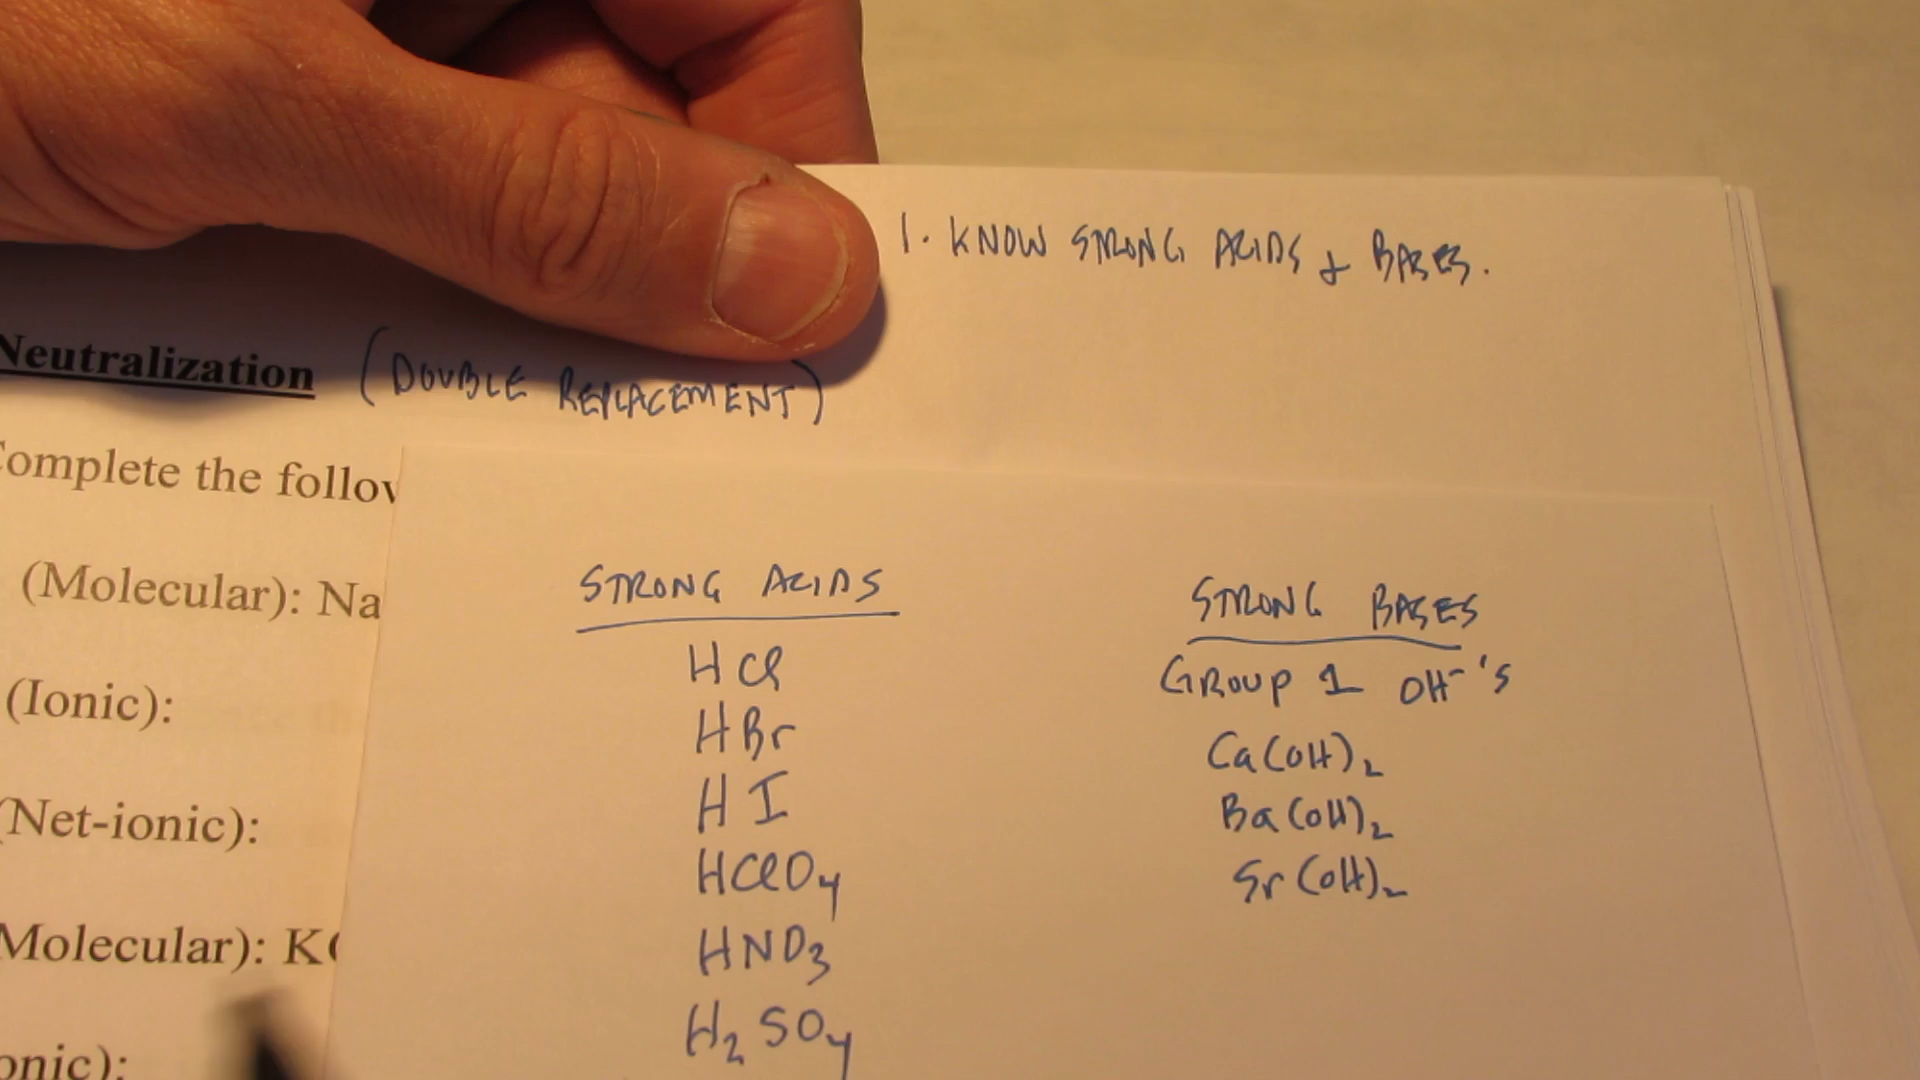 1. KNOW STRONG ACIDS & BASES.
Neutralization (DOUBLE REPLACEMENT)
Complete the follow
(Molecular): Na
(Ionic):
(Net-ionic):
Molecular): K
onic):
STRONG ACIDS
HCl
HBr
HI
HClO4
HNO3
H2SO4
STRONG BASES
GROUP 1 OH-'S
Ca(OH)2
Ba(OH)2
Sr(OH)2